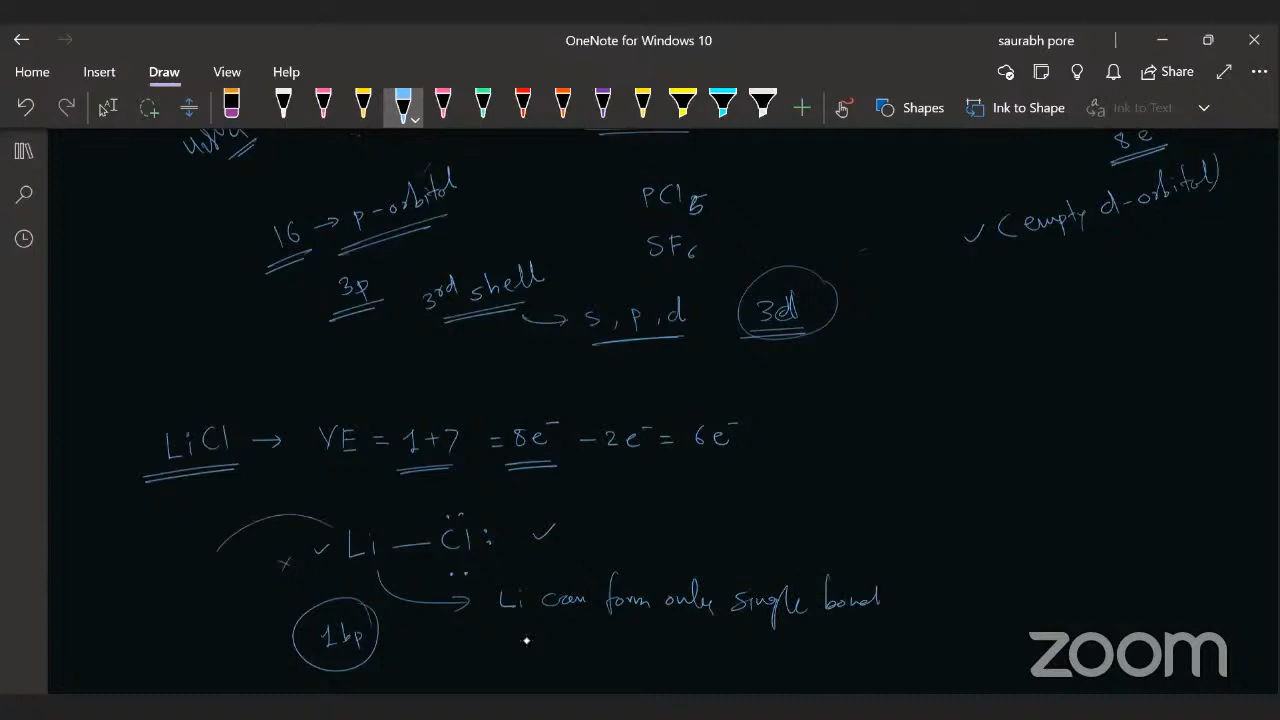 OneNote for Windows 10
saurabh pore
Home Insert Draw View Help
Share
Shapes Ink to Shape Ink to Text
8e
16 → p-orbital
PCl5
✓ (empty d-orbital)
SF6
3p 3rd shell
s, p, d 3d
LiCl → VE = 1+7 = 8e⁻ - 2e⁻ = 6e⁻
x ✓ Li — Cl: ✓
Li can form only single bond
1bp
zoom